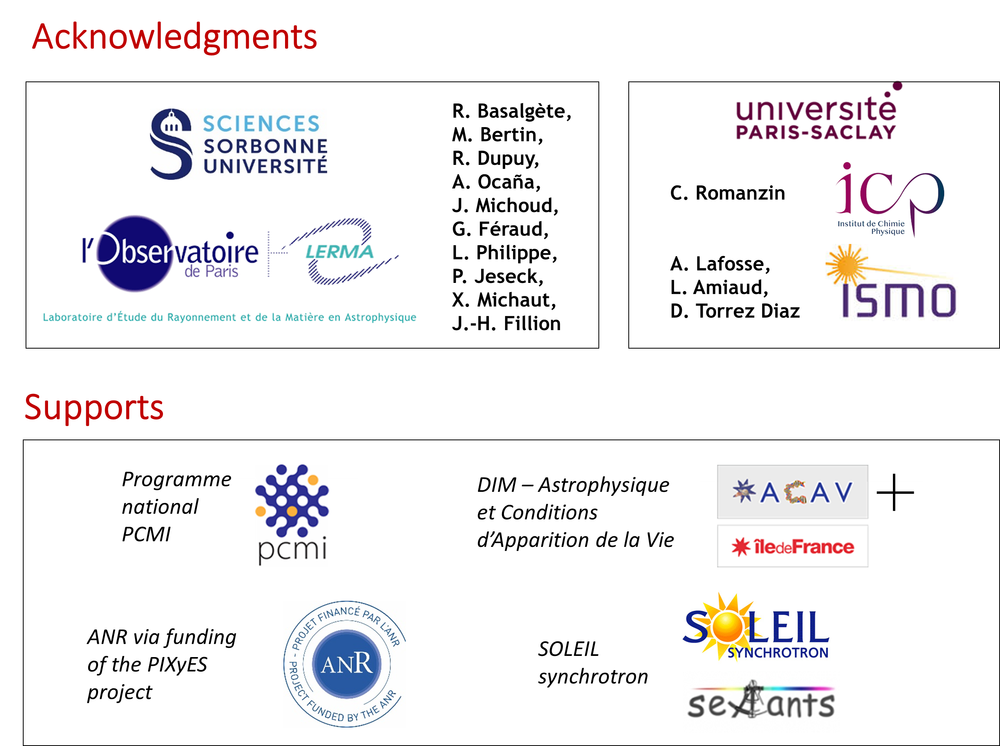 Acknowledgments
SCIENCES
SORBONNE
UNIVERSITÉ
l'Observatoire
de Paris
LERMA
Laboratoire d'Étude du Rayonnement et de la Matière en Astrophysique
R. Basalgète,
M. Bertin,
R. Dupuy,
A. Ocaña,
J. Michoud,
G. Féraud,
L. Philippe,
P. Jeseck,
X. Michaut,
J.-H. Fillion
université
PARIS-SACLAY
C. Romanzin
icp
Institut de Chimie
Physique
A. Lafosse,
L. Amiaud,
D. Torrez Diaz
ISMO
Supports
Programme
national
PCMI
pcmi
DIM – Astrophysique
et Conditions
d'Apparition de la Vie
ACAV
+
îledeFrance
ANR via funding
of the PIXyES
project
- PROJET FINANCÉ PAR L'ANR
ANR
PROJECT FUNDED BY THE ANR
SOLEIL
synchrotron
SOLEIL
SYNCHROTRON
sextants